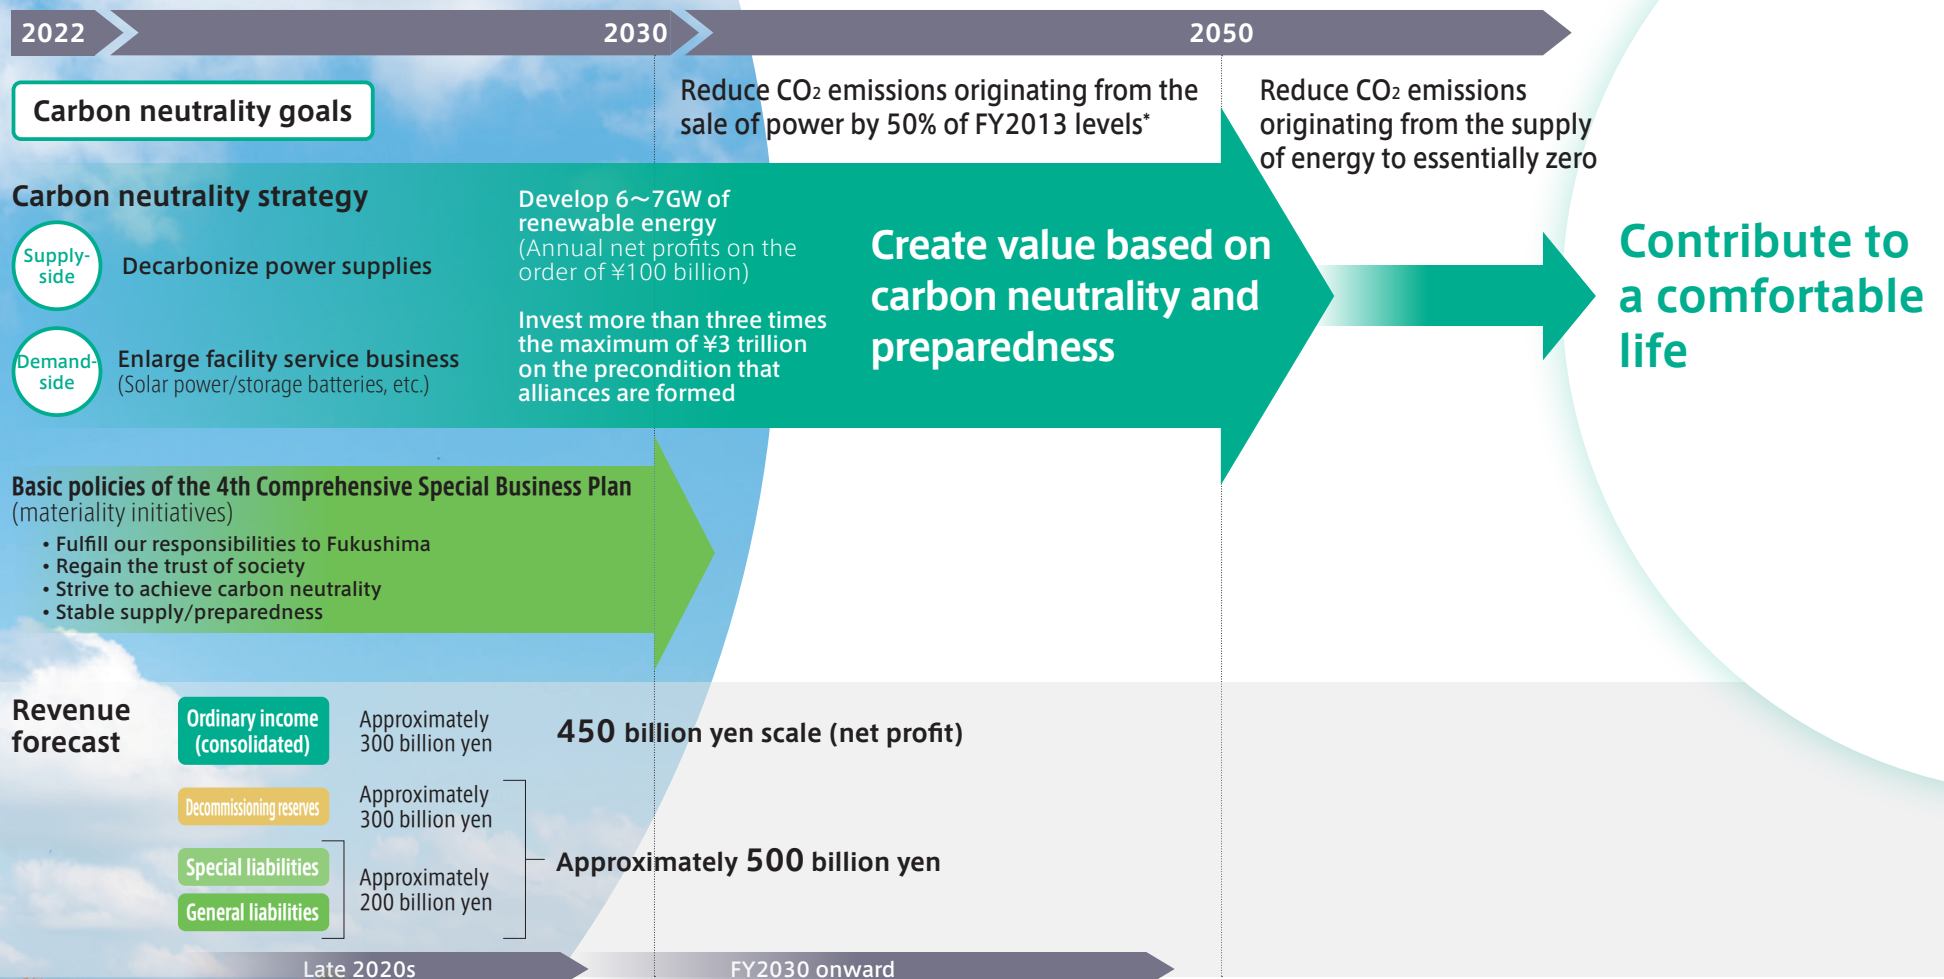 2022
2030
2050
Carbon neutrality goals
Reduce CO2 emissions originating from the
sale of power by 50% of FY2013 levels*
Reduce CO2 emissions
originating from the supply
of energy to essentially zero
Carbon neutrality strategy
Supply-
side
Decarbonize power supplies
Demand-
side
Enlarge facility service business
(Solar power/storage batteries, etc.)
Develop 6～7GW of
renewable energy
(Annual net profits on the
order of ¥100 billion)
Invest more than three times
the maximum of ¥3 trillion
on the precondition that
alliances are formed
Create value based on
carbon neutrality and
preparedness
Contribute to
a comfortable
life
Basic policies of the 4th Comprehensive Special Business Plan
(materiality initiatives)
• Fulfill our responsibilities to Fukushima
• Regain the trust of society
• Strive to achieve carbon neutrality
• Stable supply/preparedness
Revenue
forecast
Ordinary income
(consolidated)
Approximately
300 billion yen
450 billion yen scale (net profit)
Decommissioning reserves
Approximately
300 billion yen
Special liabilities
General liabilities
Approximately
200 billion yen
Approximately 500 billion yen
Late 2020s
FY2030 onward